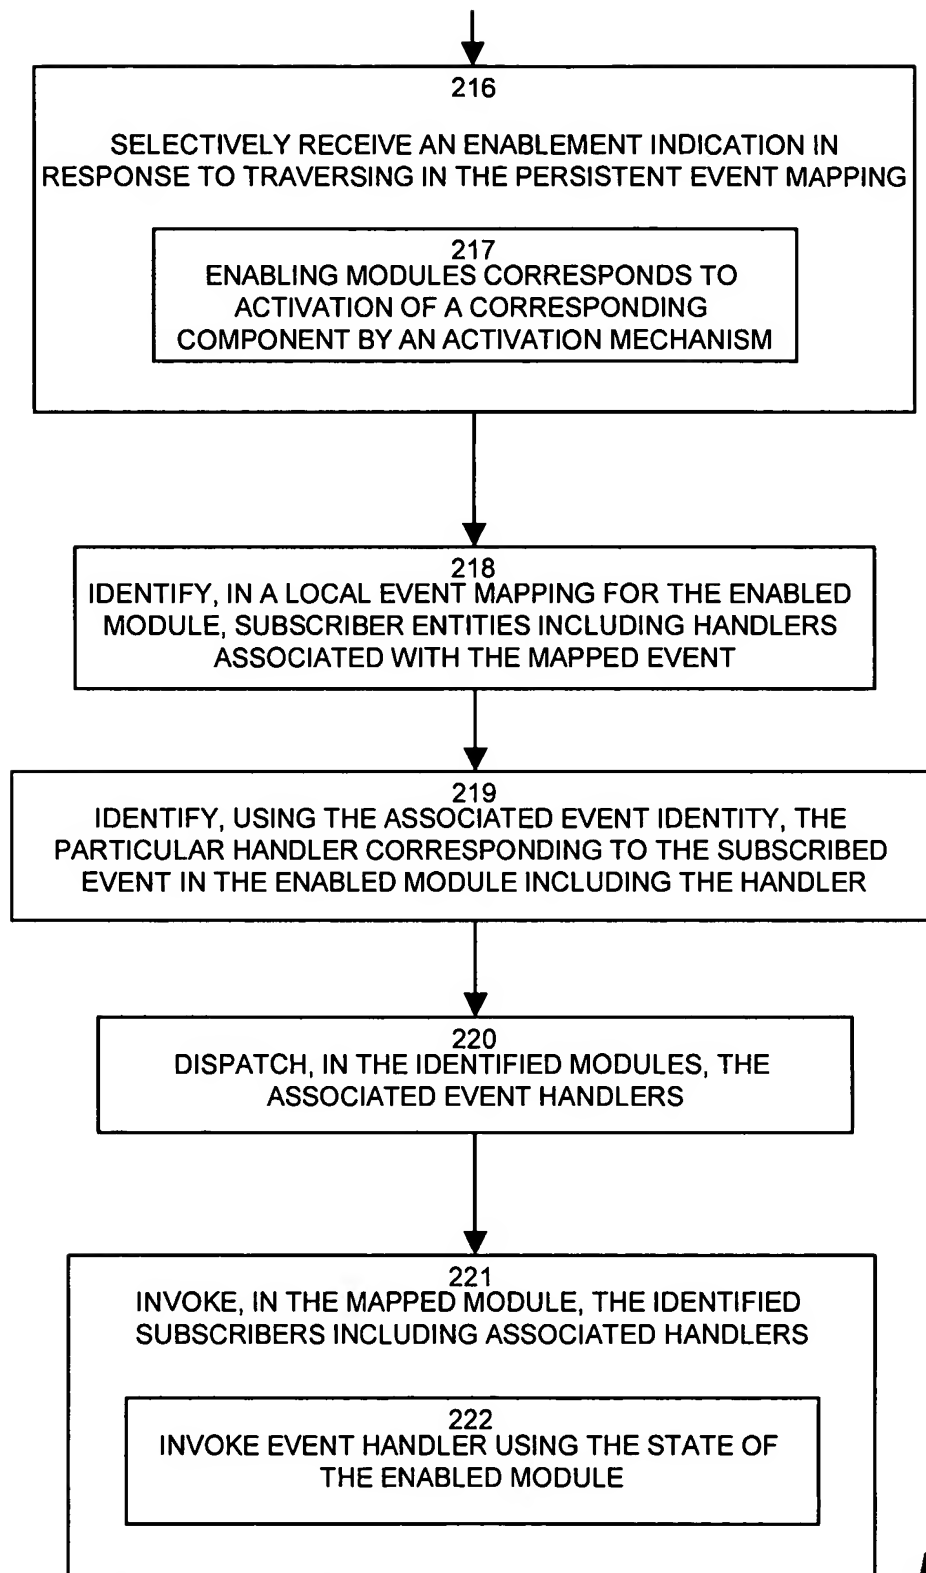 216
SELECTIVELY RECEIVE AN ENABLEMENT INDICATION IN
RESPONSE TO TRAVERSING IN THE PERSISTENT EVENT MAPPING
217
ENABLING MODULES CORRESPONDS TO
ACTIVATION OF A CORRESPONDING
COMPONENT BY AN ACTIVATION MECHANISM
218
IDENTIFY, IN A LOCAL EVENT MAPPING FOR THE ENABLED
MODULE, SUBSCRIBER ENTITIES INCLUDING HANDLERS
ASSOCIATED WITH THE MAPPED EVENT
219
IDENTIFY, USING THE ASSOCIATED EVENT IDENTITY, THE
PARTICULAR HANDLER CORRESPONDING TO THE SUBSCRIBED
EVENT IN THE ENABLED MODULE INCLUDING THE HANDLER
220
DISPATCH, IN THE IDENTIFIED MODULES, THE
ASSOCIATED EVENT HANDLERS
221
INVOKE, IN THE MAPPED MODULE, THE IDENTIFIED
SUBSCRIBERS INCLUDING ASSOCIATED HANDLERS
222
INVOKE EVENT HANDLER USING THE STATE OF
THE ENABLED MODULE